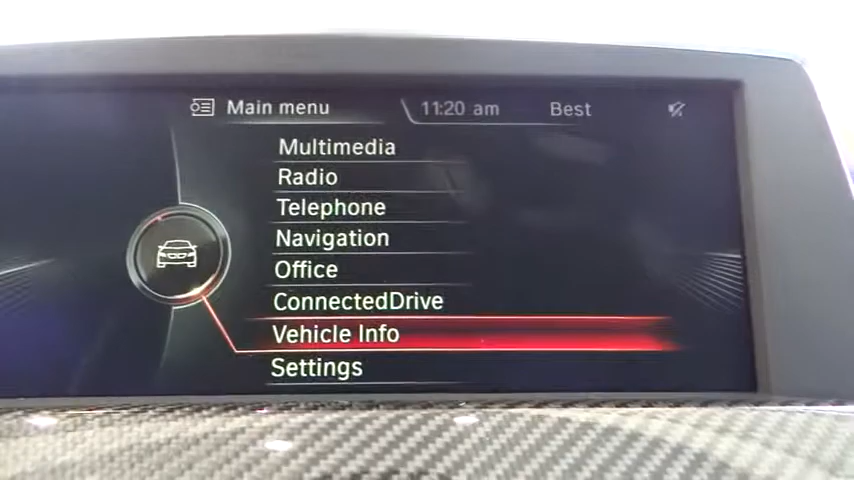 Main menu 11:20 am Best
Multimedia
Radio
Telephone
Navigation
Office
ConnectedDrive
Vehicle Info
Settings